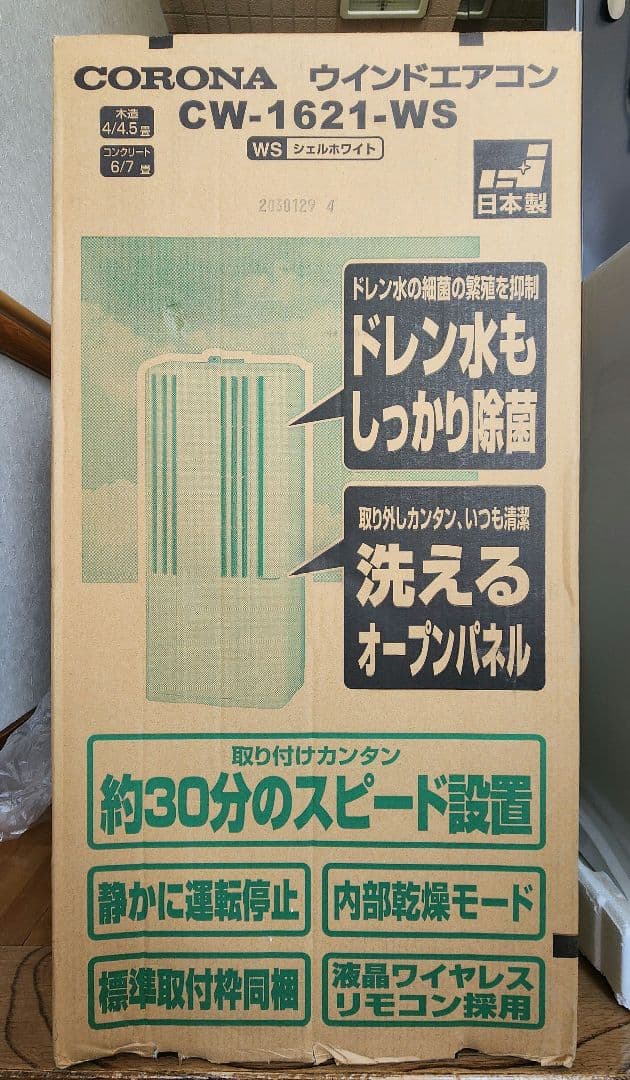 CORONA ウインドエアコン
木造
4/4.5 畳
CW-1621-WS
コンクリート
6/7 畳
WS シェルホワイト
日本製
2030129 4
ドレン水の細菌の繁殖を抑制
ドレン水も
しっかり除菌
取り外しカンタン、いつも清潔
洗える
オープンパネル
取り付けカンタン
約30分のスピード設置
静かに運転停止
内部乾燥モード
標準取付枠同梱
液晶ワイヤレス
リモコン採用